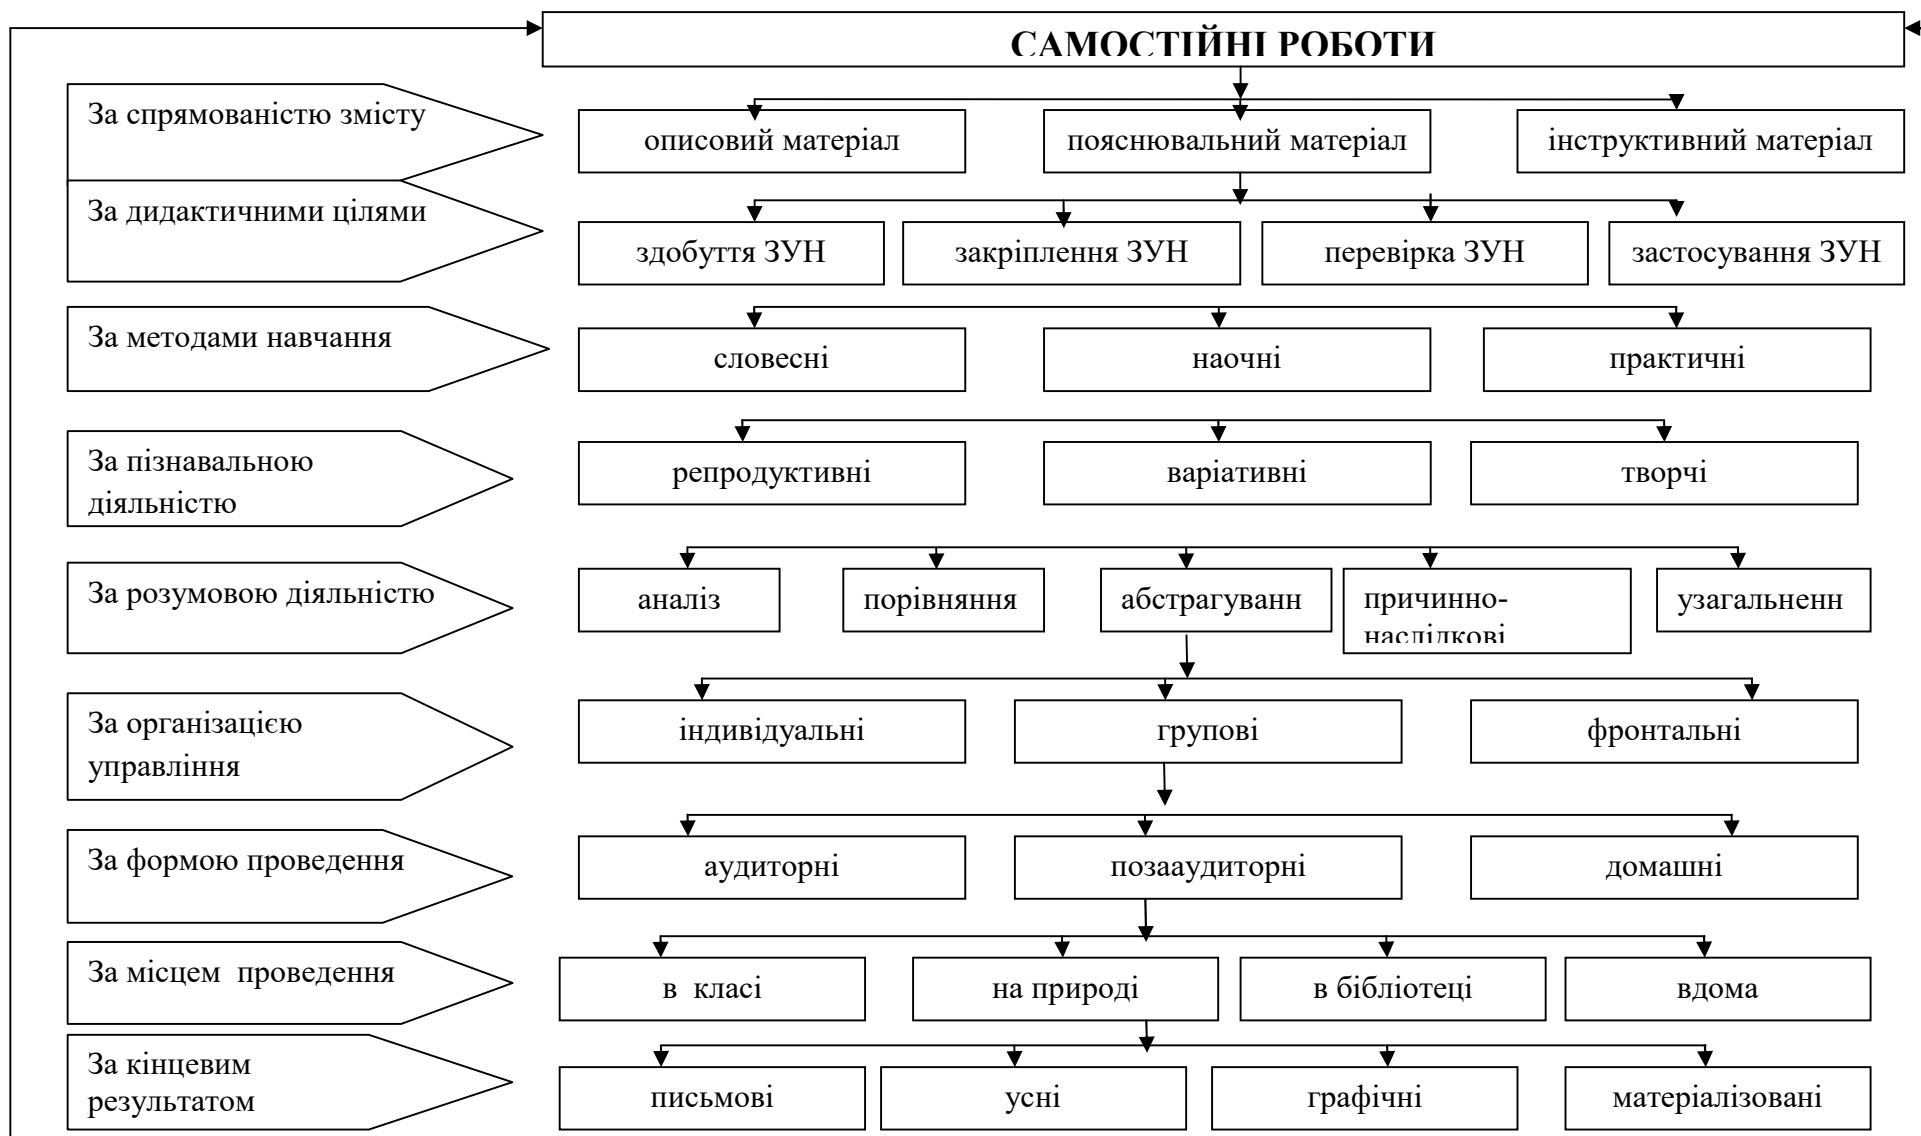 САМОСТІЙНІ РОБОТИ
За спрямованістю змісту
описовий матеріал
пояснювальний матеріал
інструктивний матеріал
За дидактичними цілями
здобуття ЗУН
закріплення ЗУН
перевірка ЗУН
застосування ЗУН
За методами навчання
словесні
наочні
практичні
За пізнавальною
діяльністю
репродуктивні
варіативні
творчі
За розумовою діяльністю
аналіз
порівняння
абстрагуванн
причинно-
наслідкові
узагальненн
За організацією
управління
індивідуальні
групові
фронтальні
За формою проведення
аудиторні
позааудиторні
домашні
За місцем  проведення
в  класі
на природі
в бібліотеці
вдома
За кінцевим
результатом
письмові
усні
графічні
матеріалізовані